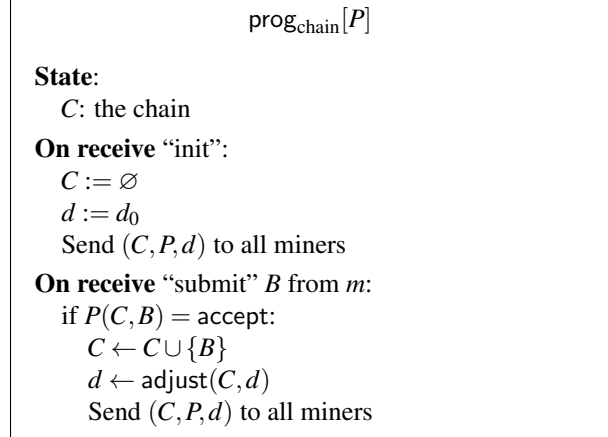 prog_chain[P]
State:
C: the chain
On receive “init”:
C := ∅
d := d₀
Send (C,P,d) to all miners
On receive “submit” B from m:
if P(C,B) = accept:
C ← C ∪ {B}
d ← adjust(C,d)
Send (C,P,d) to all miners